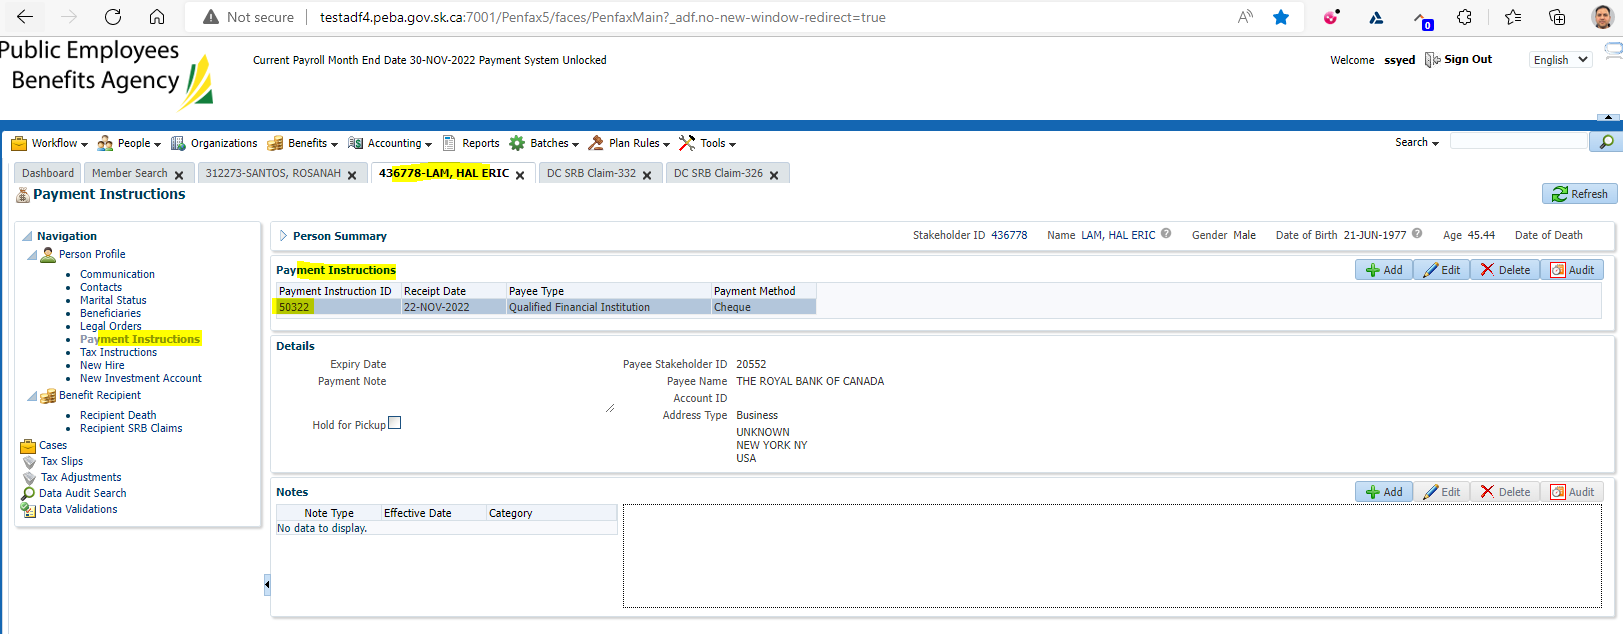 Not secure | testadf4.peba.gov.sk.ca:7001/Penfax5/faces/PenfaxMain?_adf.no-new-window-redirect=true
0
Public Employees
Benefits Agency
Current Payroll Month End Date 30-NOV-2022 Payment System Unlocked
Welcome ssyed Sign Out English
Workflow People Organizations Benefits Accounting Reports Batches Plan Rules Tools Search
Dashboard Member Search 312273-SANTOS, ROSANAH 436778-LAM, HAL ERIC DC SRB Claim-332 DC SRB Claim-326
Payment Instructions
Refresh
Navigation
Person Profile
Communication
Contacts
Marital Status
Beneficiaries
Legal Orders
Payment Instructions
Tax Instructions
New Hire
New Investment Account
Benefit Recipient
Recipient Death
Recipient SRB Claims
Cases
Tax Slips
Tax Adjustments
Data Audit Search
Data Validations
Person Summary
Stakeholder ID 436778 Name LAM, HAL ERIC Gender Male Date of Birth 21-JUN-1977 Age 45.44 Date of Death
Payment Instructions
Add Edit Delete Audit
Payment Instruction ID Receipt Date Payee Type Payment Method
50322 22-NOV-2022 Qualified Financial Institution Cheque
Details
Expiry Date
Payment Note
Hold for Pickup
Payee Stakeholder ID 20552
Payee Name THE ROYAL BANK OF CANADA
Account ID
Address Type Business
UNKNOWN
NEW YORK NY
USA
Notes
Add Edit Delete Audit
Note Type Effective Date Category
No data to display.